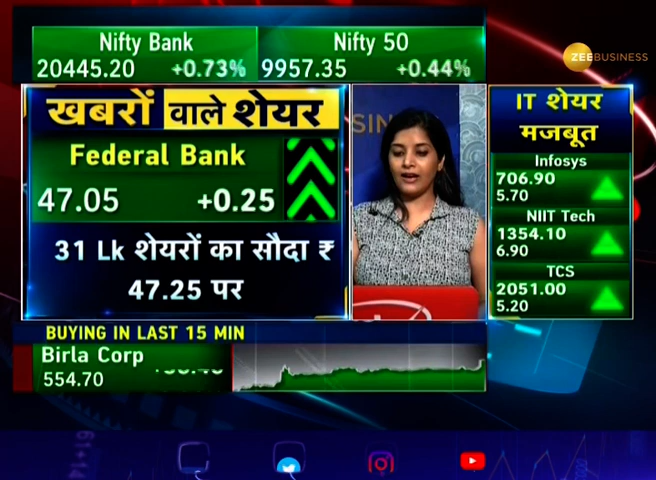 Nifty Bank
20445.20 +0.73%
Nifty 50
9957.35 +0.44%
ZEEBUSINESS
खबरों वाले शेयर
Federal Bank
47.05 +0.25
31 Lk शेयरों का सौदा ₹
47.25 पर
SIN
IT शेयर
मजबूत
Infosys
706.90
5.70
NIIT Tech
1354.10
6.90
TCS
2051.00
5.20
BUYING IN LAST 15 MIN
Birla Corp
554.70